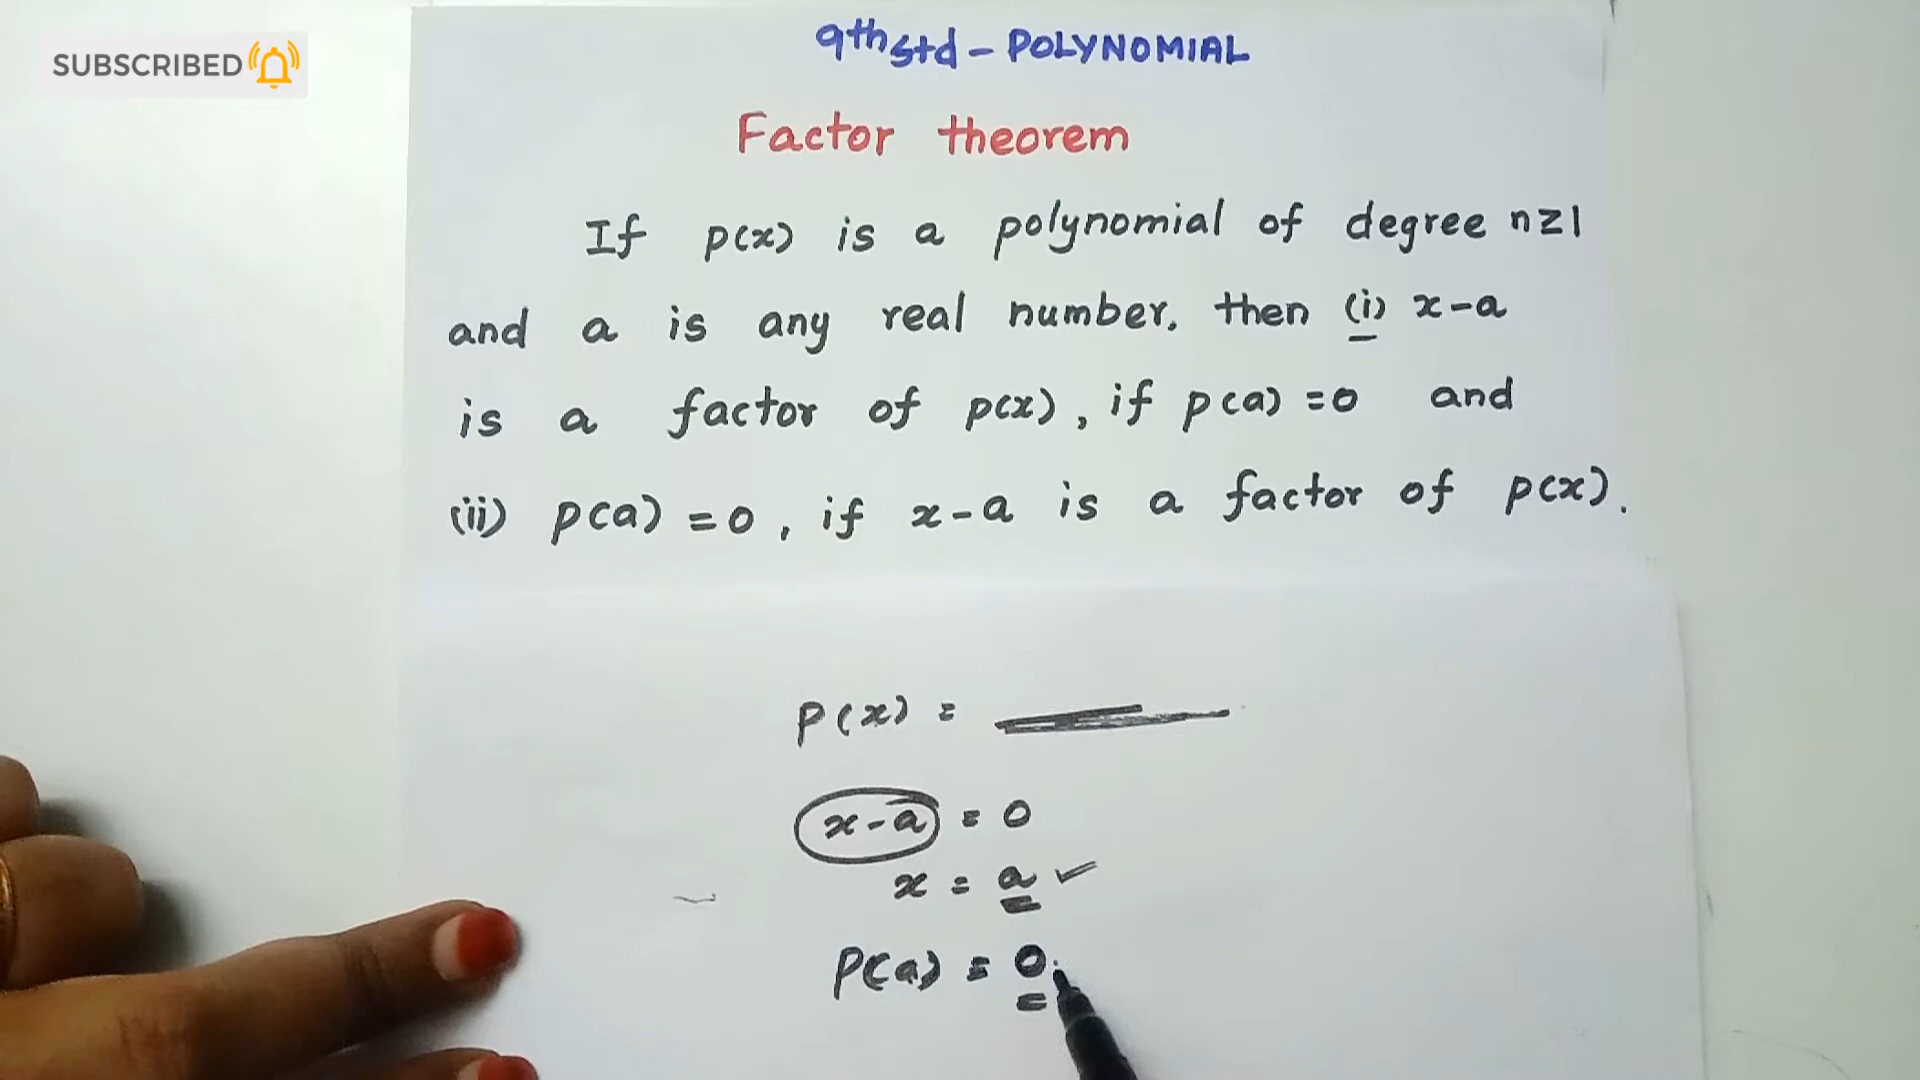 SUBSCRIBED
9th std - POLYNOMIAL
Factor theorem
If p(x) is a polynomial of degree n≥1
and a is any real number, then (i) x-a
is a factor of p(x), if p(a) =0 and
(ii) p(a) =0, if x-a is a factor of p(x).
P(x) =
x-a = 0
x = a ✓
P(a) = 0